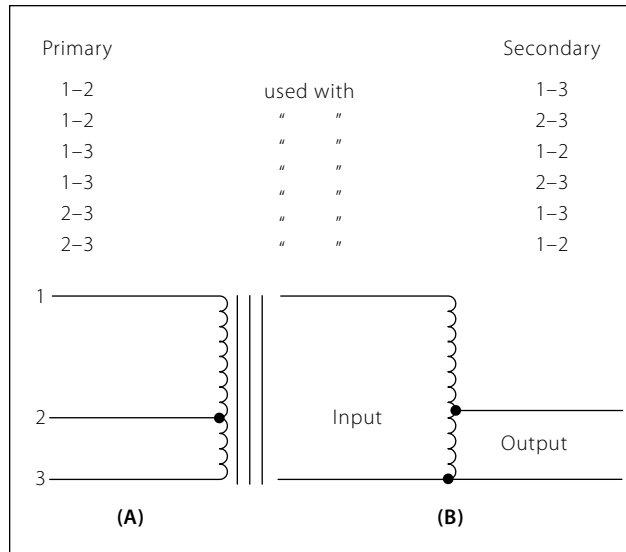 Primary Secondary
1–2 used with 1–3
1–2 “ ” 2–3
1–3 “ ” 1–2
1–3 “ ” 2–3
2–3 “ ” 1–3
2–3 “ ” 1–2
1
2
Input
Output
3
(A) (B)